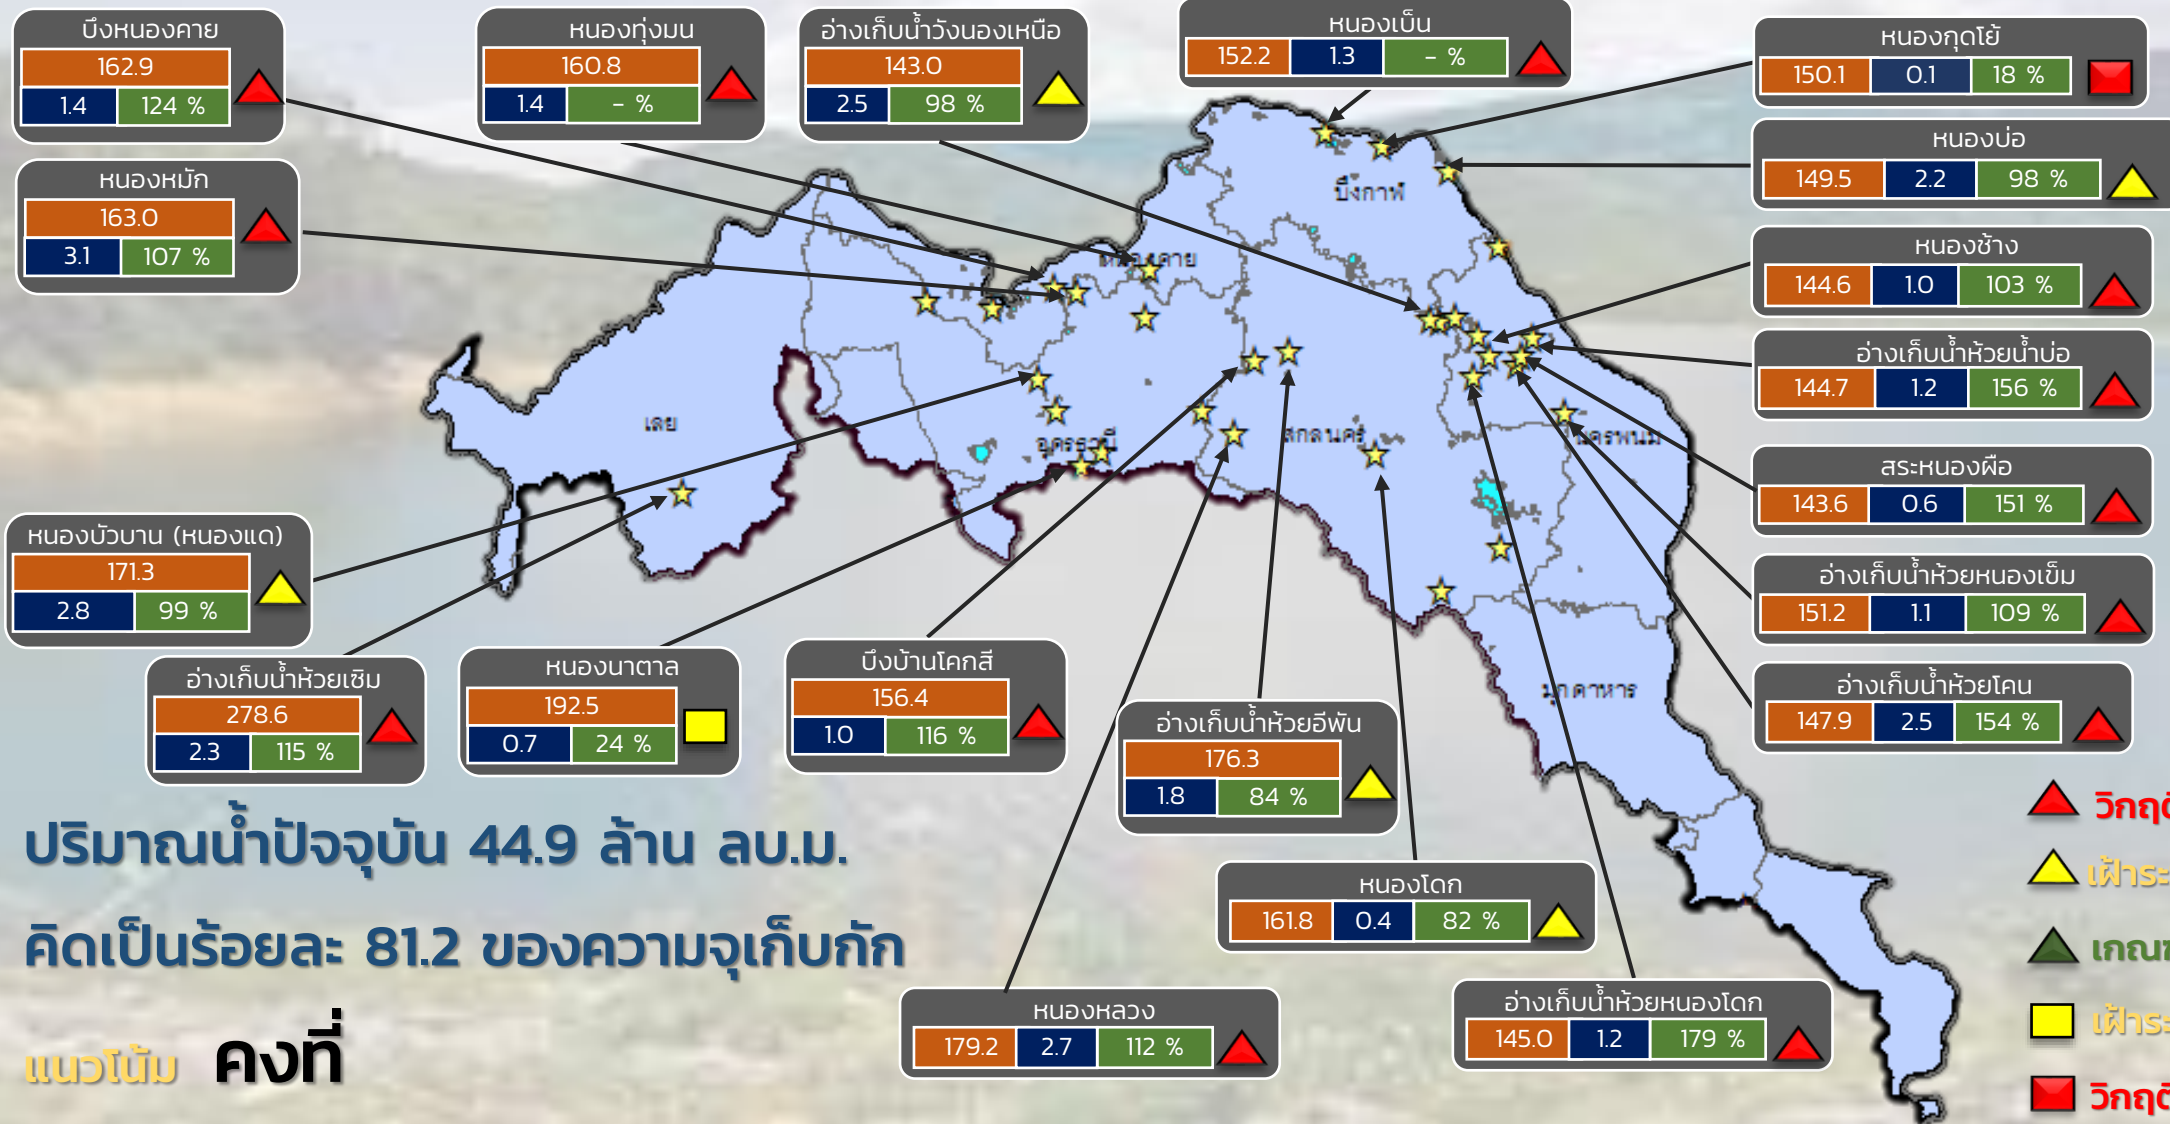 บึงหนองคาย
162.9
1.4 124 %
หนองทุ่งมน
160.8
1.4 - %
อ่างเก็บน้ำวังนองเหนือ
143.0
2.5 98 %
หนองเบ็น
152.2 1.3 - %
หนองกุดโย้
150.1 0.1 18 %
หนองหมัก
163.0
3.1 107 %
หนองบ่อ
149.5 2.2 98 %
หนองช้าง
144.6 1.0 103 %
อ่างเก็บน้ำห้วยน้ำบ่อ
144.7 1.2 156 %
สระหนองผือ
143.6 0.6 151 %
อ่างเก็บน้ำห้วยหนองเข็ม
151.2 1.1 109 %
อ่างเก็บน้ำห้วยโคน
147.9 2.5 154 %
บึงกาฬ
หนองคาย
เลย
อุดรธานี
สกลนคร
นครพนม
มุกดาหาร
หนองบัวบาน (หนองแด)
171.3
2.8 99 %
อ่างเก็บน้ำห้วยเซิม
278.6
2.3 115 %
หนองนาตาล
192.5
0.7 24 %
บึงบ้านโคกสี
156.4
1.0 116 %
อ่างเก็บน้ำห้วยอีพัน
176.3
1.8 84 %
หนองโดก
161.8 0.4 82 %
หนองหลวง
179.2 2.7 112 %
อ่างเก็บน้ำห้วยหนองโดก
145.0 1.2 179 %
ปริมาณน้ำปัจจุบัน 44.9 ล้าน ลบ.ม.
คิดเป็นร้อยละ 81.2 ของความจุเก็บกัก
แนวโน้ม คงที่